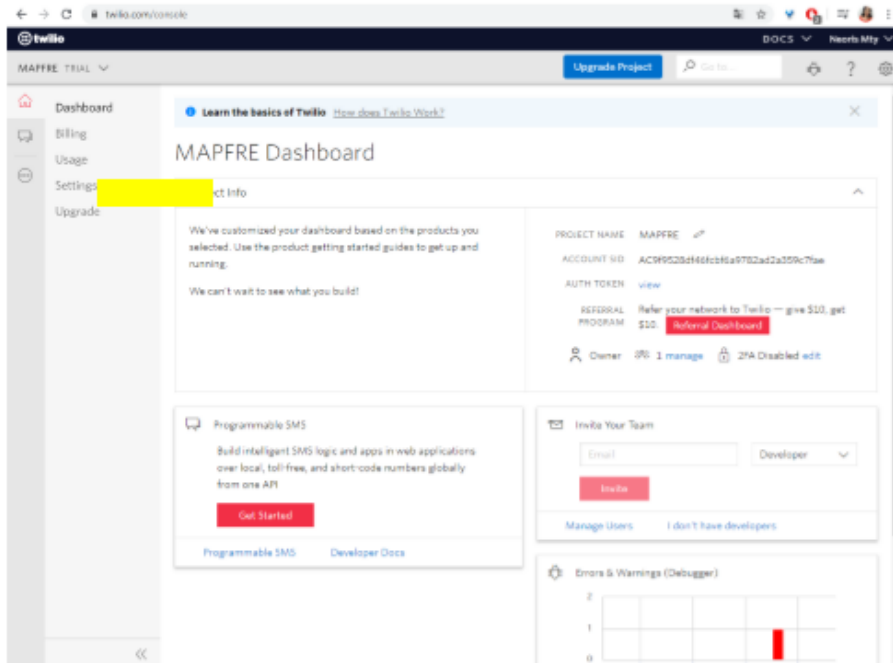 twilio.com/console
twilio
DOCS
Neoris Mty
MAPFRE TRIAL
Upgrade Project
Go to...
?
Dashboard
Billing
Usage
Settings
Upgrade
Learn the basics of Twilio How does Twilio Work?
MAPFRE Dashboard
ect Info
We've customized your dashboard based on the products you
selected. Use the product getting started guides to get up and
running.
We can't wait to see what you build!
PROJECT NAME MAPFRE
ACCOUNT SID
AUTH TOKEN view
REFERRAL PROGRAM Refer your network to Twilio — give $10, get
$10. Referral Dashboard
Owner 1 manage 2FA Disabled edit
Programmable SMS
Build intelligent SMS logic and apps in web applications
over local, toll-free, and short-code numbers globally
from one API
Get Started
Programmable SMS Developer Docs
Invite Your Team
Email Developer
Invite
Manage Users I don't have developers
Errors & Warnings (Debugger)
2
1
0